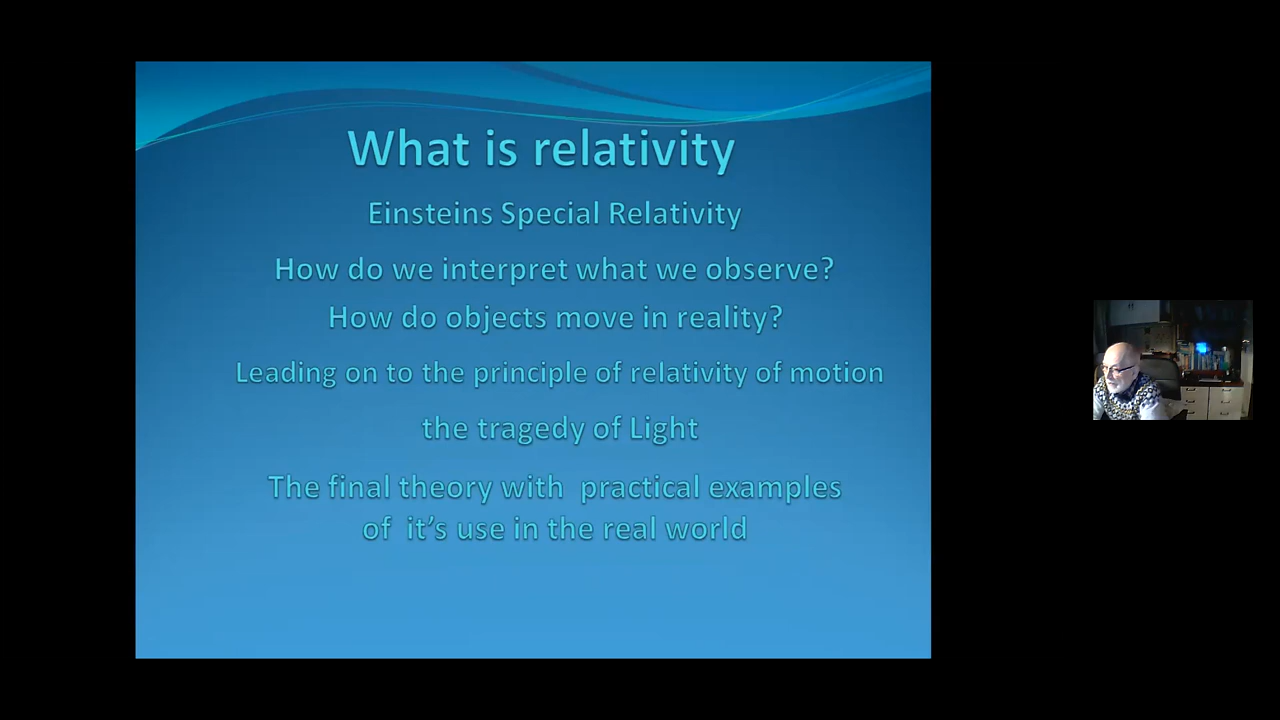 What is relativity
Einsteins Special Relativity
How do we interpret what we observe?
How do objects move in reality?
Leading on to the principle of relativity of motion
the tragedy of Light
The final theory with  practical examples
of  it’s use in the real world